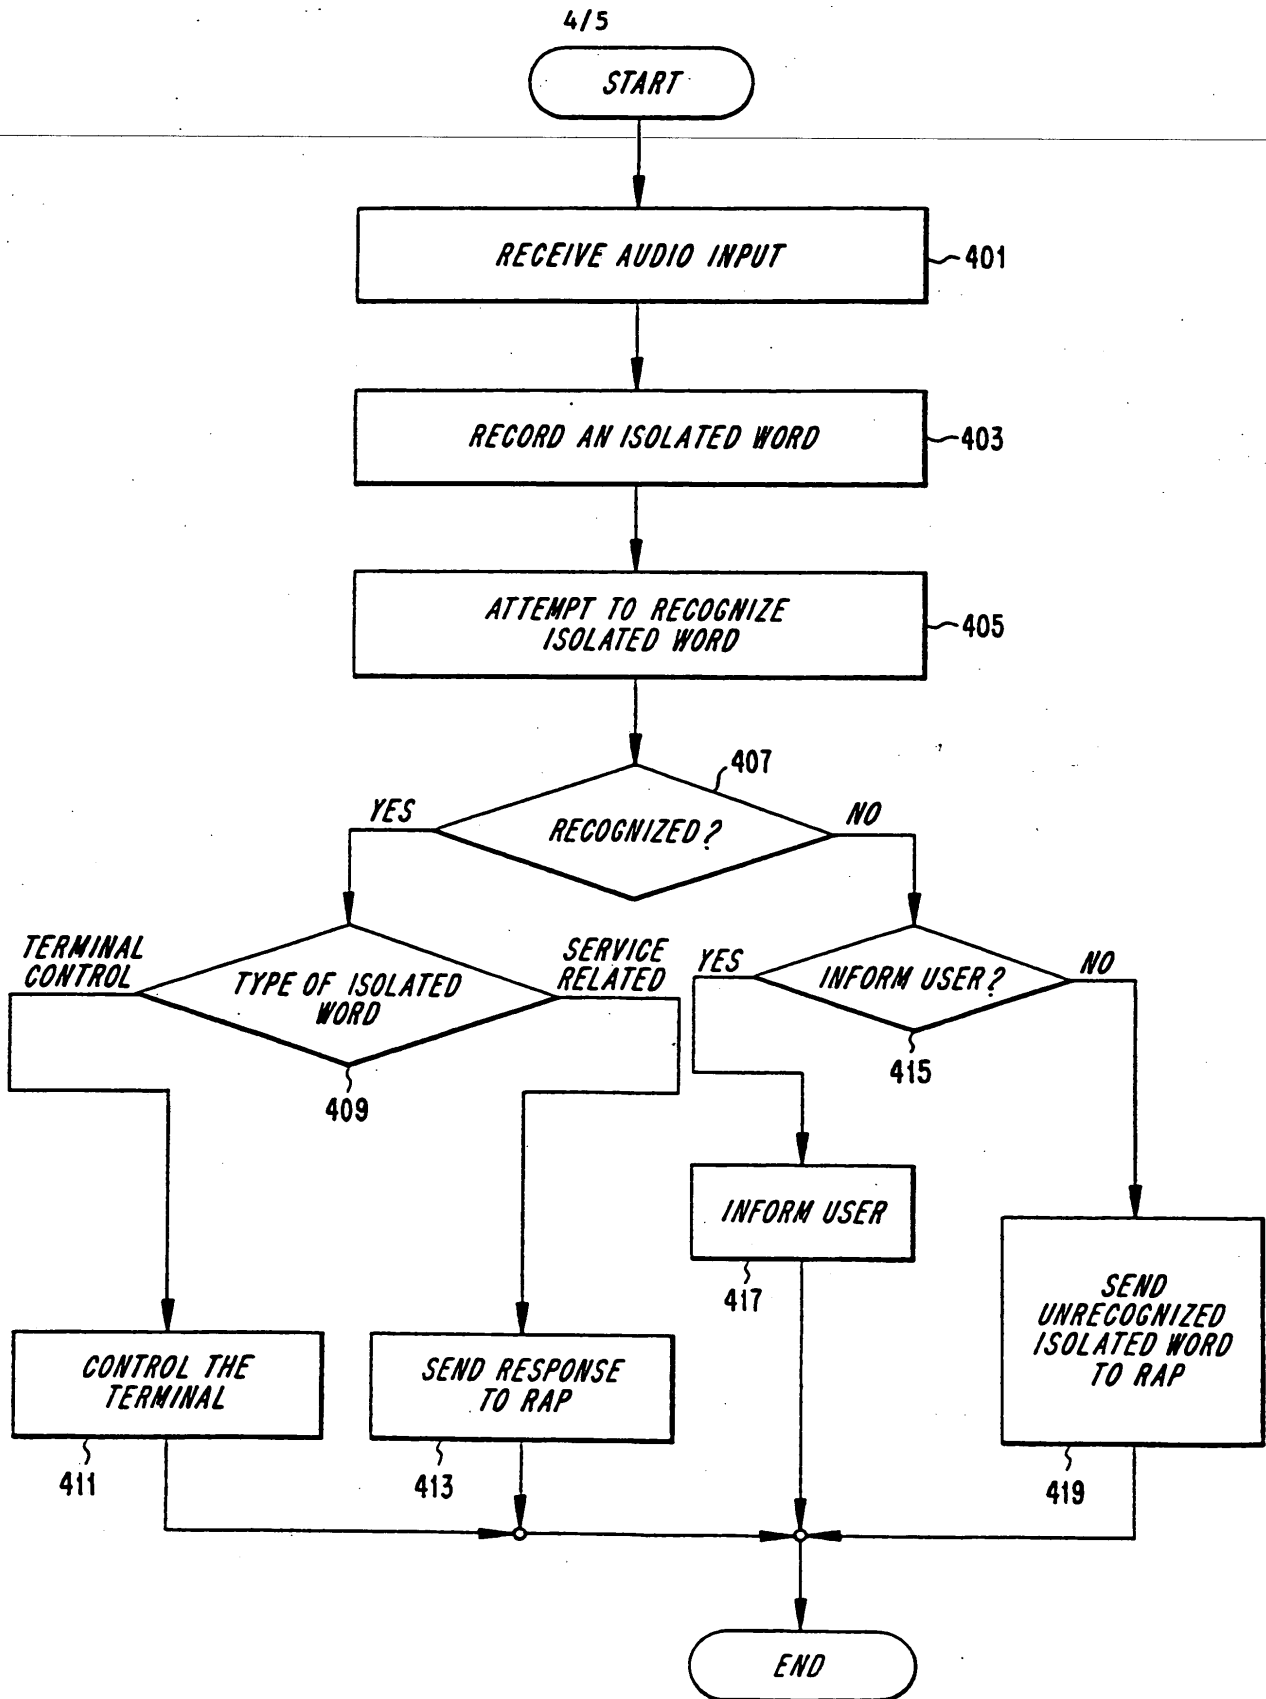 4/5
START
RECEIVE AUDIO INPUT
401
RECORD AN ISOLATED WORD
403
ATTEMPT TO RECOGNIZE
ISOLATED WORD
405
407
YES
RECOGNIZED?
NO
TERMINAL
CONTROL
TYPE OF ISOLATED
WORD
SERVICE
RELATED
409
YES
INFORM USER?
NO
415
INFORM USER
417
CONTROL THE
TERMINAL
411
SEND RESPONSE
TO RAP
413
SEND
UNRECOGNIZED
ISOLATED WORD
TO RAP
419
END